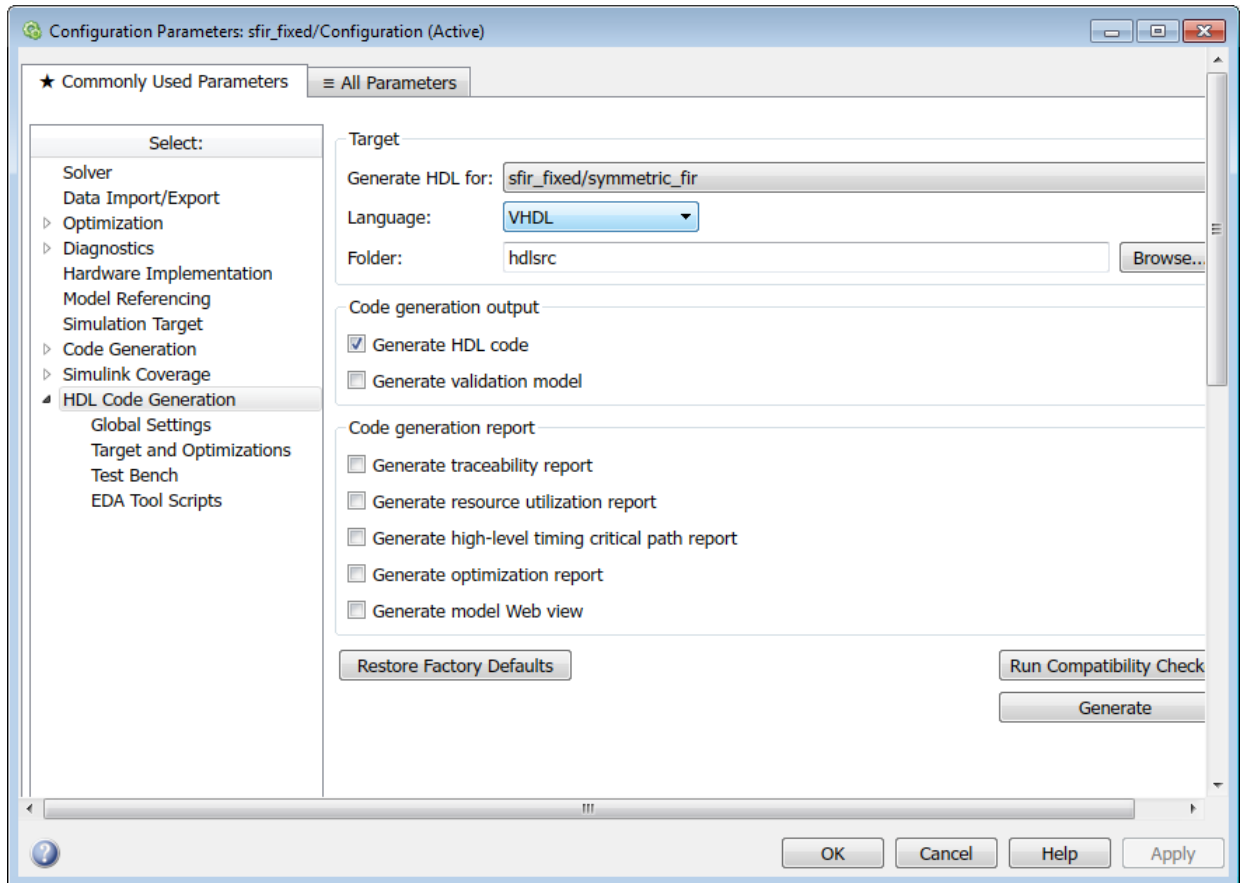 Configuration Parameters: sfir_fixed/Configuration (Active)
★ Commonly Used Parameters
≡ All Parameters
Select:
Solver
Data Import/Export
Optimization
Diagnostics
Hardware Implementation
Model Referencing
Simulation Target
Code Generation
Simulink Coverage
HDL Code Generation
Global Settings
Target and Optimizations
Test Bench
EDA Tool Scripts
Target
Generate HDL for: sfir_fixed/symmetric_fir
Language: VHDL
Folder: hdlsrc Browse...
Code generation output
Generate HDL code
Generate validation model
Code generation report
Generate traceability report
Generate resource utilization report
Generate high-level timing critical path report
Generate optimization report
Generate model Web view
Restore Factory Defaults Run Compatibility Check
Generate
OK Cancel Help Apply